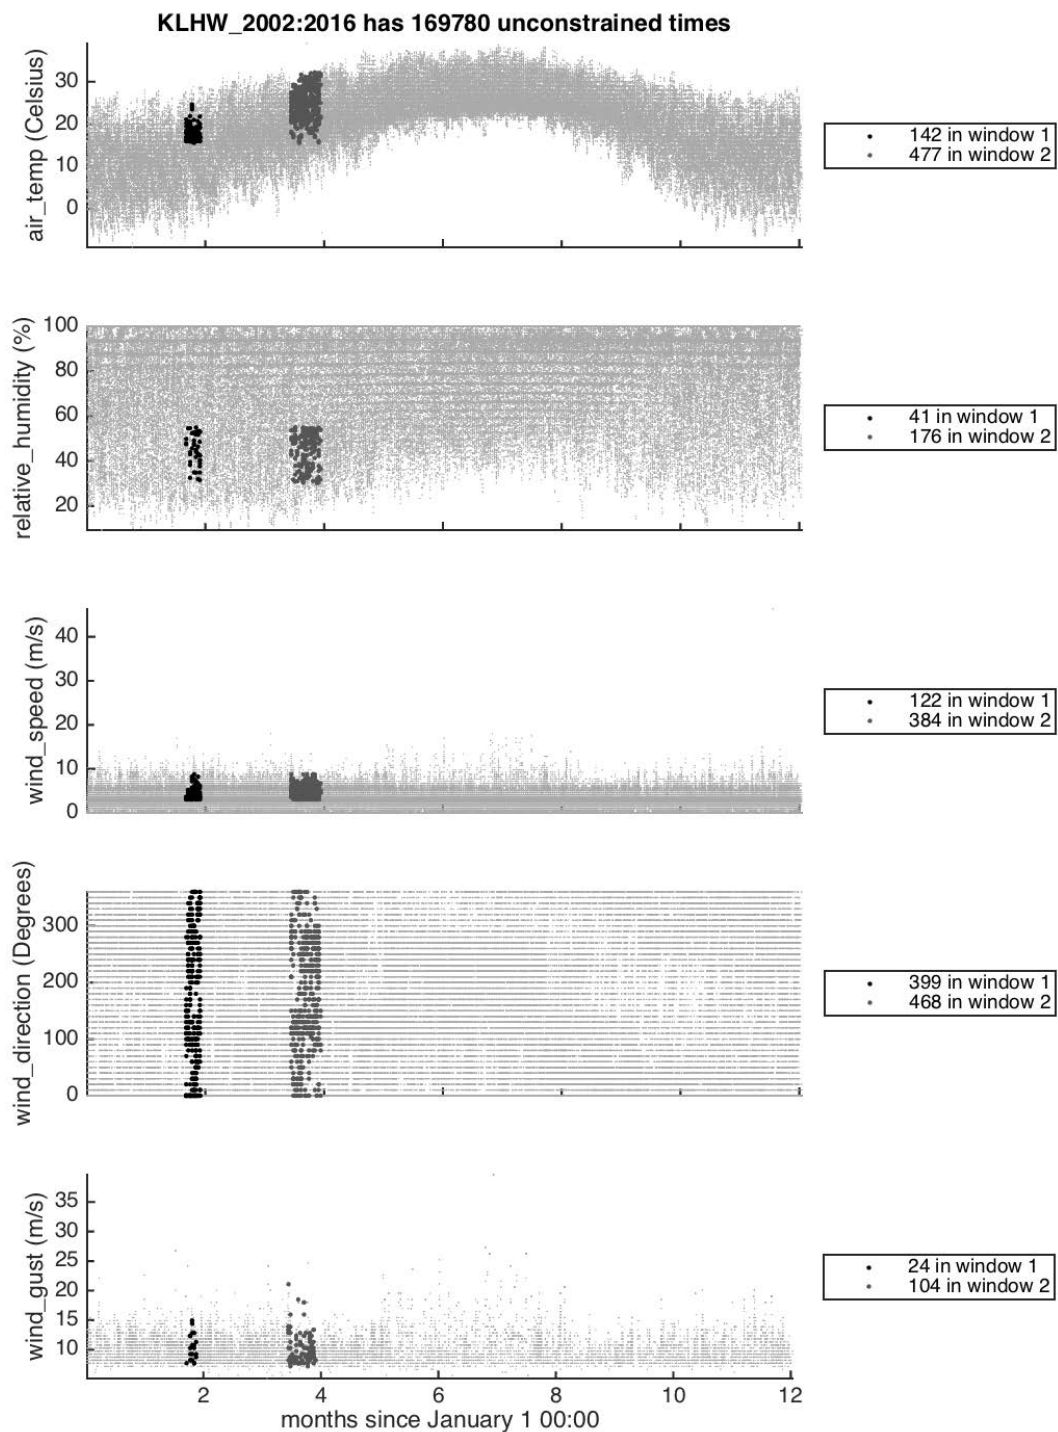 KLHW_2002:2016 has 169780 unconstrained times
air_temp (Celsius)
30
20
10
0
142 in window 1
477 in window 2
relative_humidity (%)
100
80
60
40
20
41 in window 1
176 in window 2
wind_speed (m/s)
40
30
20
10
0
122 in window 1
384 in window 2
wind_direction (Degrees)
300
200
100
0
399 in window 1
468 in window 2
wind_gust (m/s)
35
30
25
20
15
10
24 in window 1
104 in window 2
2 4 6 8 10 12
months since January 1 00:00